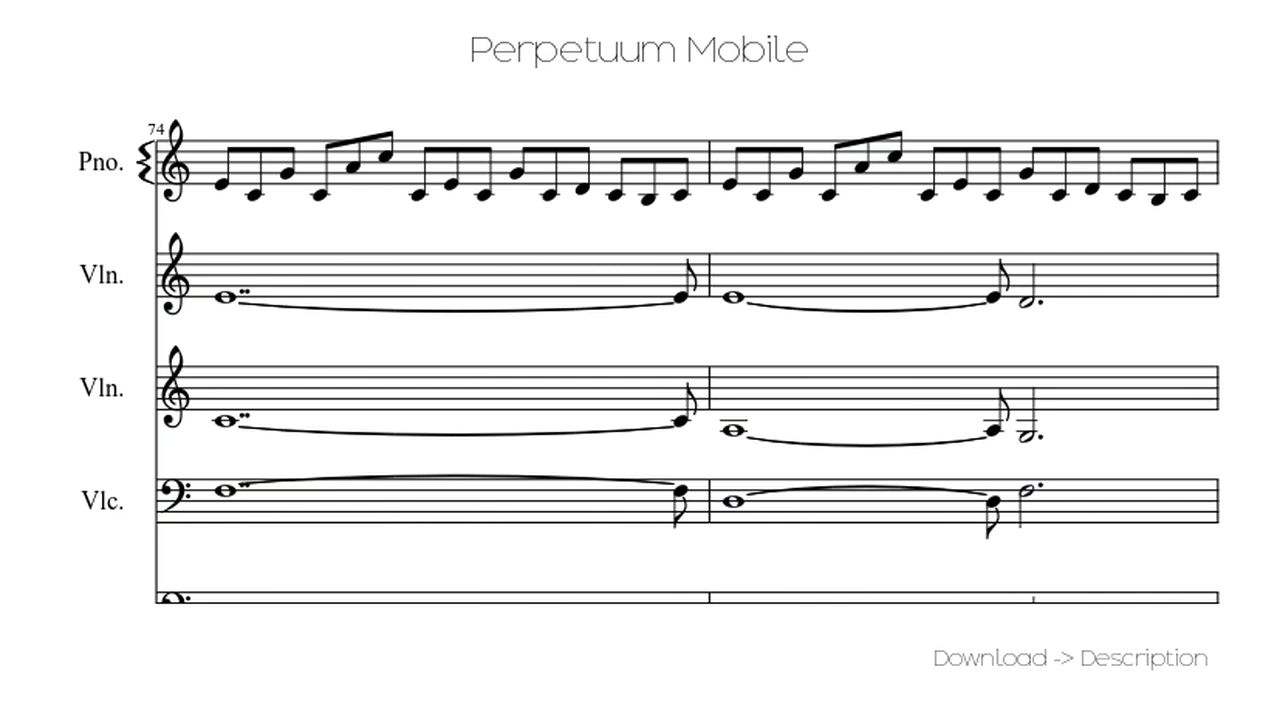 Perpetuum Mobile
74
Pno.
Vln.
Vln.
Vlc.
Download -> Description